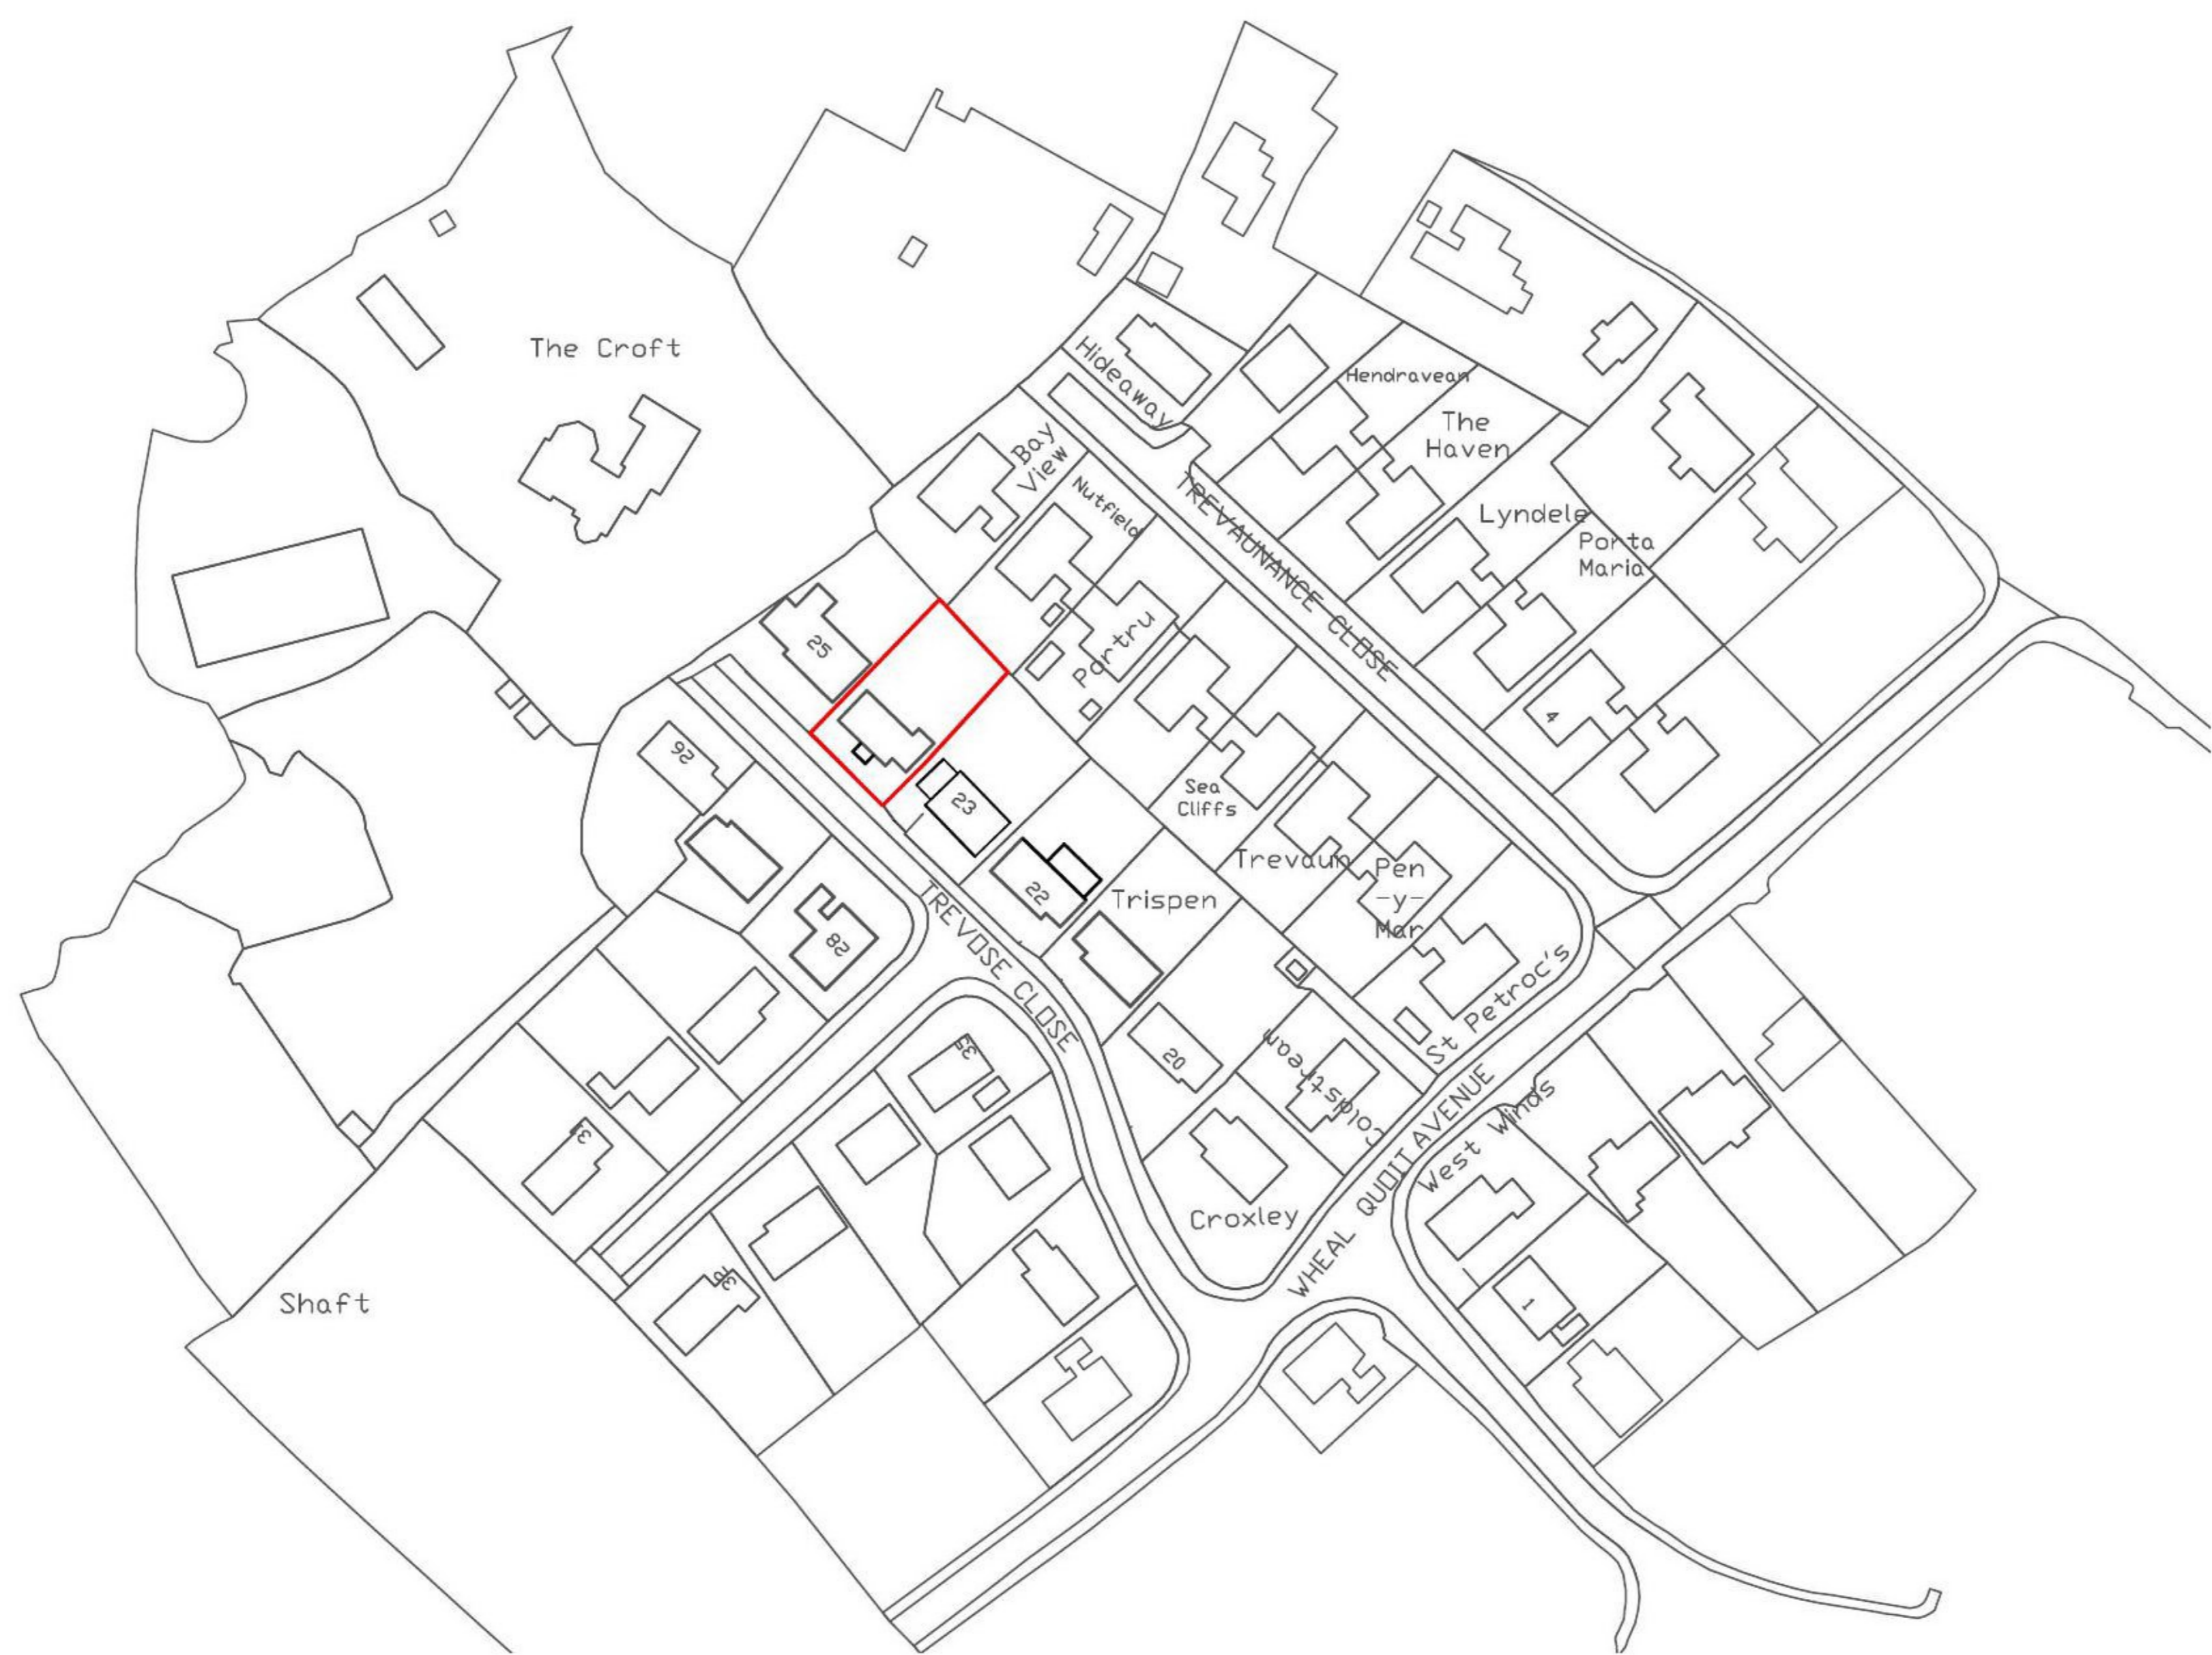 The Croft
Hideaway
Hendravean
The
Haven
Bay
View
Nutfield
TREVAUNANCE CLOSE
Lyndele
Porta
Maria
Portru
25
26
4
Sea
Cliffs
23
22
Trevaun
Pen
-y-
Mar
Trispen
28
TREVOSE CLOSE
St Petroc's
20
Coldstream
35
31
WHEAL QUOIT AVENUE
West Winds
Croxley
36
1
Shaft